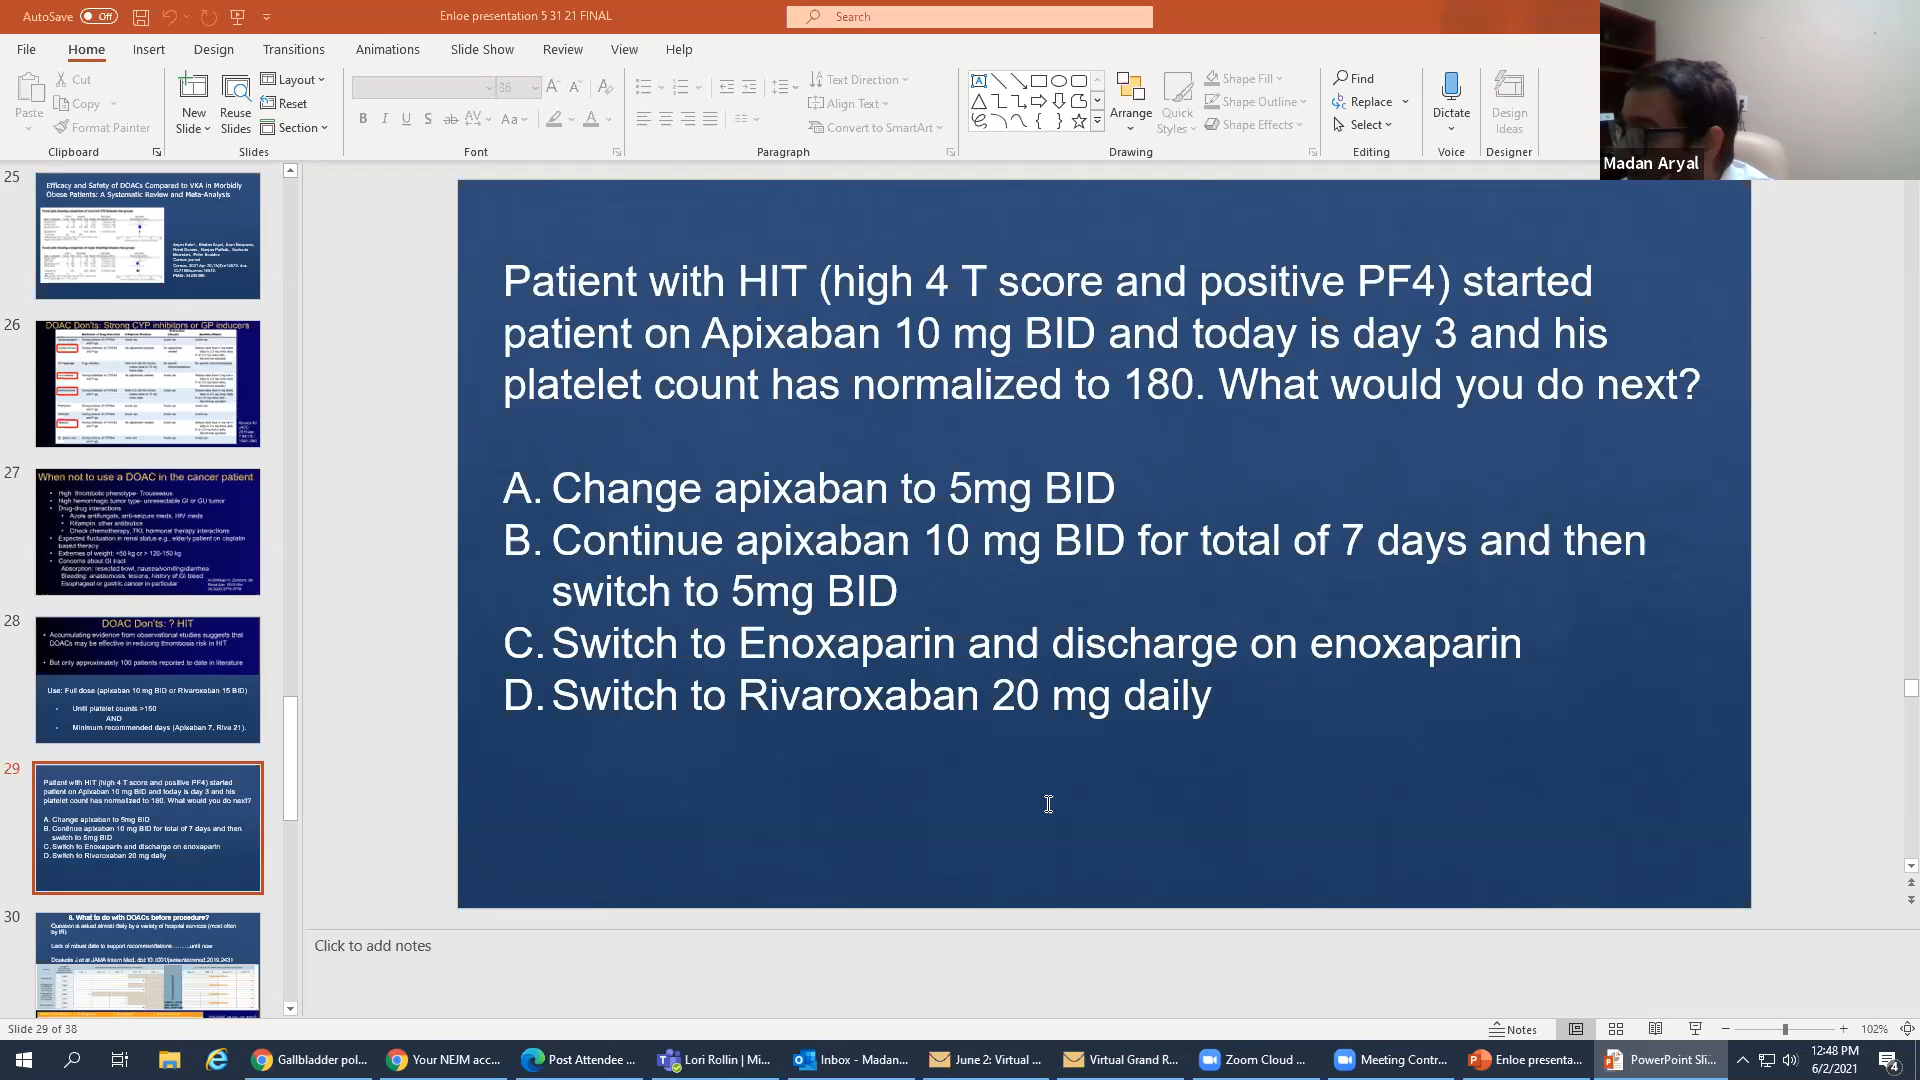 AutoSave Off
Enloe presentation 5 31 21 FINAL
Search
File Home Insert Design Transitions Animations Slide Show Review View Help
Paste
Cut
Copy
Format Painter
Clipboard
New Slide
Reuse Slides
Layout
Reset
Section
Slides
36
Font
Text Direction
Align Text
Convert to SmartArt
Paragraph
Arrange
Quick Styles
Shape Fill
Shape Outline
Shape Effects
Drawing
Find
Replace
Select
Editing
Dictate
Voice
Design Ideas
Designer
Madan Aryal
25
Efficacy and Safety of DOACs Compared to VKA in Morbidly
Obese Patients: A Systematic Review and Meta-Analysis
26
DOAC Don'ts: Strong CYP inhibitors or GP inducers
27
When not to use a DOAC in the cancer patient
High thrombotic phenotype- Trousseaus
High hemorrhagic tumor type- unresectable GI or GU tumor
Drug-drug interactions
Azole antifungals, anti-seizure meds, HIV meds
Rifampin, other antibiotics
Check chemotherapy, TKI, hormonal therapy interactions
Expected fluctuation in renal status e.g., elderly patient on cisplatin
based therapy
Extremes of weight: <50 kg or > 120-150 kg
Concerns about GI tract
Absorption: resected bowl, nausea/vomiting/diarrhea
Bleeding: anastomosis, lesions, history of GI bleed
Esophageal or gastric cancer in particular
28
DOAC Don'ts: ? HIT
Accumulating evidence from observational studies suggests that
DOACs may be effective in reducing thrombosis risk in HIT
But only approximately 100 patients reported to date in literature
Use: Full dose (apixaban 10 mg BID or Rivaroxaban 15 BID)
Until platelet counts >150
AND
Minimum recommended days (Apixaban 7, Riva 21).
29
Patient with HIT (high 4 T score and positive PF4) started
patient on Apixaban 10 mg BID and today is day 3 and his
platelet count has normalized to 180. What would you do next?
A. Change apixaban to 5mg BID
B. Continue apixaban 10 mg BID for total of 7 days and then
switch to 5mg BID
C. Switch to Enoxaparin and discharge on enoxaparin
D. Switch to Rivaroxaban 20 mg daily
30
8. What to do with DOACs before procedure?
Question is asked almost daily by a variety of hospital services (most often
by IR)
Lack of robust data to support recommendations.........until now
Patient with HIT (high 4 T score and positive PF4) started
patient on Apixaban 10 mg BID and today is day 3 and his
platelet count has normalized to 180. What would you do next?
A. Change apixaban to 5mg BID
B. Continue apixaban 10 mg BID for total of 7 days and then
switch to 5mg BID
C. Switch to Enoxaparin and discharge on enoxaparin
D. Switch to Rivaroxaban 20 mg daily
Click to add notes
Slide 29 of 38
Notes
102%
Gallbladder pol...
Your NEJM acc...
Post Attendee ...
Lori Rollin | Mi...
Inbox - Madan...
June 2: Virtual ...
Virtual Grand R...
Zoom Cloud ...
Meeting Contr...
Enloe presenta...
PowerPoint Sli...
12:48 PM
6/2/2021
4